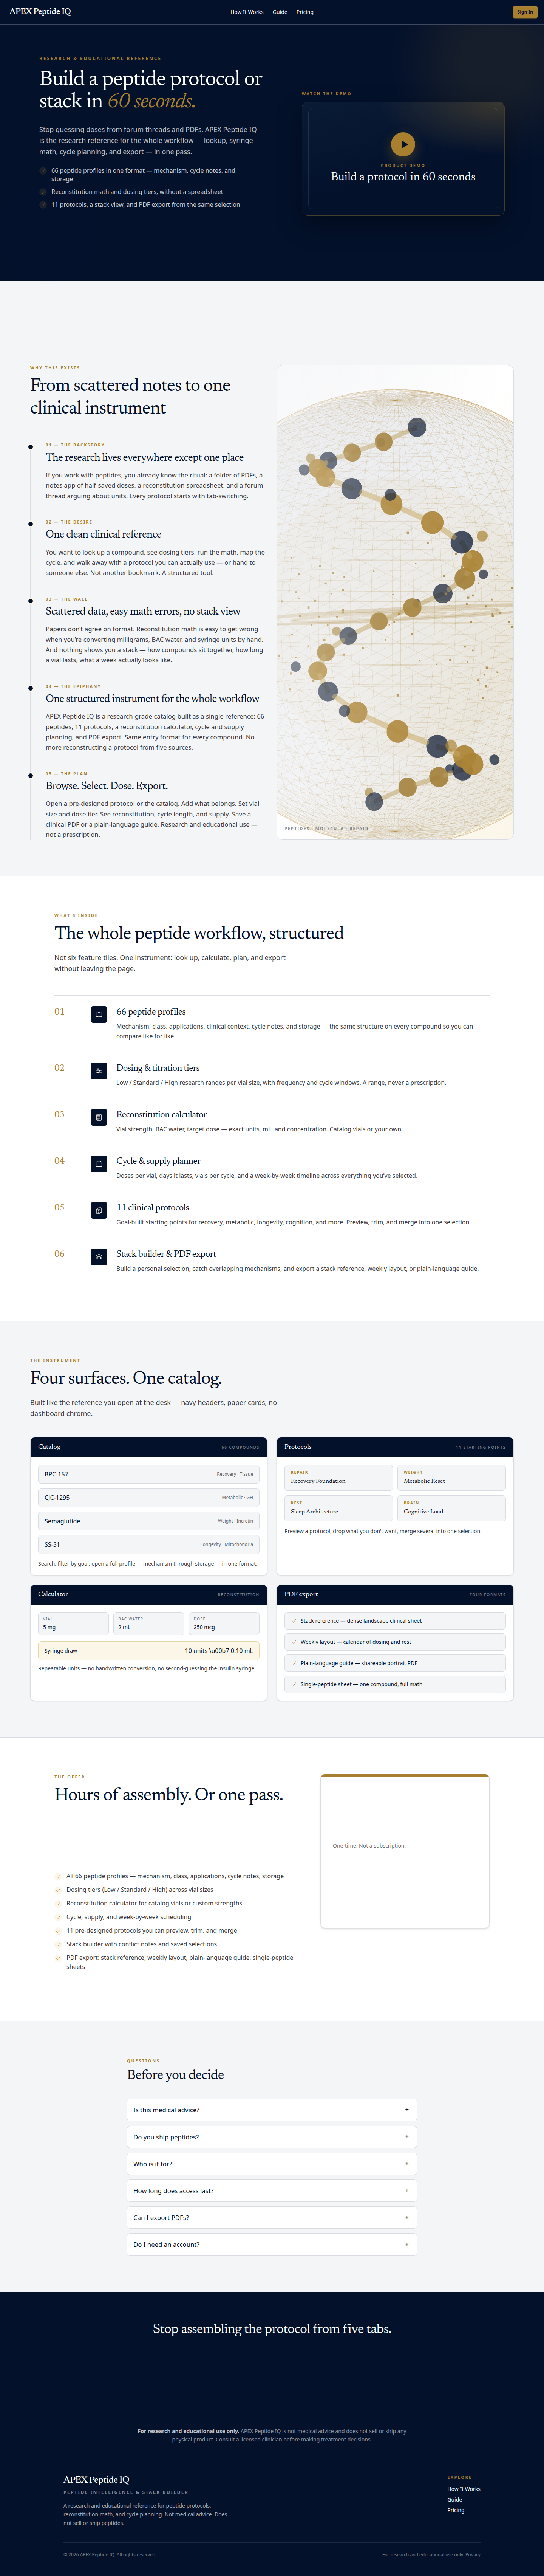 APEX Peptide IQ
How It Works
Guide
Pricing
Sign In
RESEARCH & EDUCATIONAL REFERENCE
Build a peptide protocol or
stack in 60 seconds.
Stop guessing doses from forum threads and PDFs. APEX Peptide IQ
is the research reference for the whole workflow — lookup, syringe
math, cycle planning, and export — in one pass.
66 peptide profiles in one format — mechanism, cycle notes, and
storage
Reconstitution math and dosing tiers, without a spreadsheet
11 protocols, a stack view, and PDF export from the same selection
WATCH THE DEMO
PRODUCT DEMO
Build a protocol in 60 seconds
WHY THIS EXISTS
From scattered notes to one
clinical instrument
01 — THE BACKSTORY
The research lives everywhere except one place
If you work with peptides, you already know the ritual: a folder of PDFs, a
notes app of half-saved doses, a reconstitution spreadsheet, and a forum
thread arguing about units. Every protocol starts with tab-switching.
02 — THE DESIRE
One clean clinical reference
You want to look up a compound, see dosing tiers, run the math, map the
cycle, and walk away with a protocol you can actually use — or hand to
someone else. Not another bookmark. A structured tool.
03 — THE WALL
Scattered data, easy math errors, no stack view
Papers don't agree on format. Reconstitution math is easy to get wrong
when you're converting milligrams, BAC water, and syringe units by hand.
And nothing shows you a stack — how compounds sit together, how long
a vial lasts, what a week actually looks like.
04 — THE EPIPHANY
One structured instrument for the whole workflow
APEX Peptide IQ is a research-grade catalog built as a single reference: 66
peptides, 11 protocols, a reconstitution calculator, cycle and supply
planning, and PDF export. Same entry format for every compound. No
more reconstructing a protocol from five sources.
05 — THE PLAN
Browse. Select. Dose. Export.
Open a pre-designed protocol or the catalog. Add what belongs. Set vial
size and dose tier. See reconstitution, cycle length, and supply. Save a
clinical PDF or a plain-language guide. Research and educational use —
not a prescription.
PEPTIDES · MOLECULAR REPAIR
WHAT'S INSIDE
The whole peptide workflow, structured
Not six feature tiles. One instrument: look up, calculate, plan, and export
without leaving the page.
01
66 peptide profiles
Mechanism, class, applications, clinical context, cycle notes, and storage — the same structure on every compound so you can
compare like for like.
02
Dosing & titration tiers
Low / Standard / High research ranges per vial size, with frequency and cycle windows. A range, never a prescription.
03
Reconstitution calculator
Vial strength, BAC water, target dose — exact units, mL, and concentration. Catalog vials or your own.
04
Cycle & supply planner
Doses per vial, days it lasts, vials per cycle, and a week-by-week timeline across everything you've selected.
05
11 clinical protocols
Goal-built starting points for recovery, metabolic, longevity, cognition, and more. Preview, trim, and merge into one selection.
06
Stack builder & PDF export
Build a personal selection, catch overlapping mechanisms, and export a stack reference, weekly layout, or plain-language guide.
THE INSTRUMENT
Four surfaces. One catalog.
Built like the reference you open at the desk — navy headers, paper cards, no
dashboard chrome.
Catalog
66 COMPOUNDS
BPC-157
Recovery · Tissue
CJC-1295
Metabolic · GH
Semaglutide
Weight · Incretin
SS-31
Longevity · Mitochondria
Search, filter by goal, open a full profile — mechanism through storage — in one format.
Protocols
11 STARTING POINTS
REPAIR
Recovery Foundation
WEIGHT
Metabolic Reset
REST
Sleep Architecture
BRAIN
Cognitive Load
Preview a protocol, drop what you don't want, merge several into one selection.
Calculator
RECONSTITUTION
VIAL
5 mg
BAC WATER
2 mL
DOSE
250 mcg
Syringe draw
10 units \u00b7 0.10 mL
Repeatable units — no handwritten conversion, no second-guessing the insulin syringe.
PDF export
FOUR FORMATS
Stack reference — dense landscape clinical sheet
Weekly layout — calendar of dosing and rest
Plain-language guide — shareable portrait PDF
Single-peptide sheet — one compound, full math
THE OFFER
Hours of assembly. Or one pass.
All 66 peptide profiles — mechanism, class, applications, cycle notes, storage
Dosing tiers (Low / Standard / High) across vial sizes
Reconstitution calculator for catalog vials or custom strengths
Cycle, supply, and week-by-week scheduling
11 pre-designed protocols you can preview, trim, and merge
Stack builder with conflict notes and saved selections
PDF export: stack reference, weekly layout, plain-language guide, single-peptide
sheets
One-time. Not a subscription.
QUESTIONS
Before you decide
Is this medical advice? +
Do you ship peptides? +
Who is it for? +
How long does access last? +
Can I export PDFs? +
Do I need an account? +
Stop assembling the protocol from five tabs.
For research and educational use only. APEX Peptide IQ is not medical advice and does not sell or ship any
physical product. Consult a licensed clinician before making treatment decisions.
APEX Peptide IQ
PEPTIDE INTELLIGENCE & STACK BUILDER
A research and educational reference for peptide protocols,
reconstitution math, and cycle planning. Not medical advice. Does
not sell or ship peptides.
EXPLORE
How It Works
Guide
Pricing
© 2026 APEX Peptide IQ. All rights reserved.
For research and educational use only. Privacy